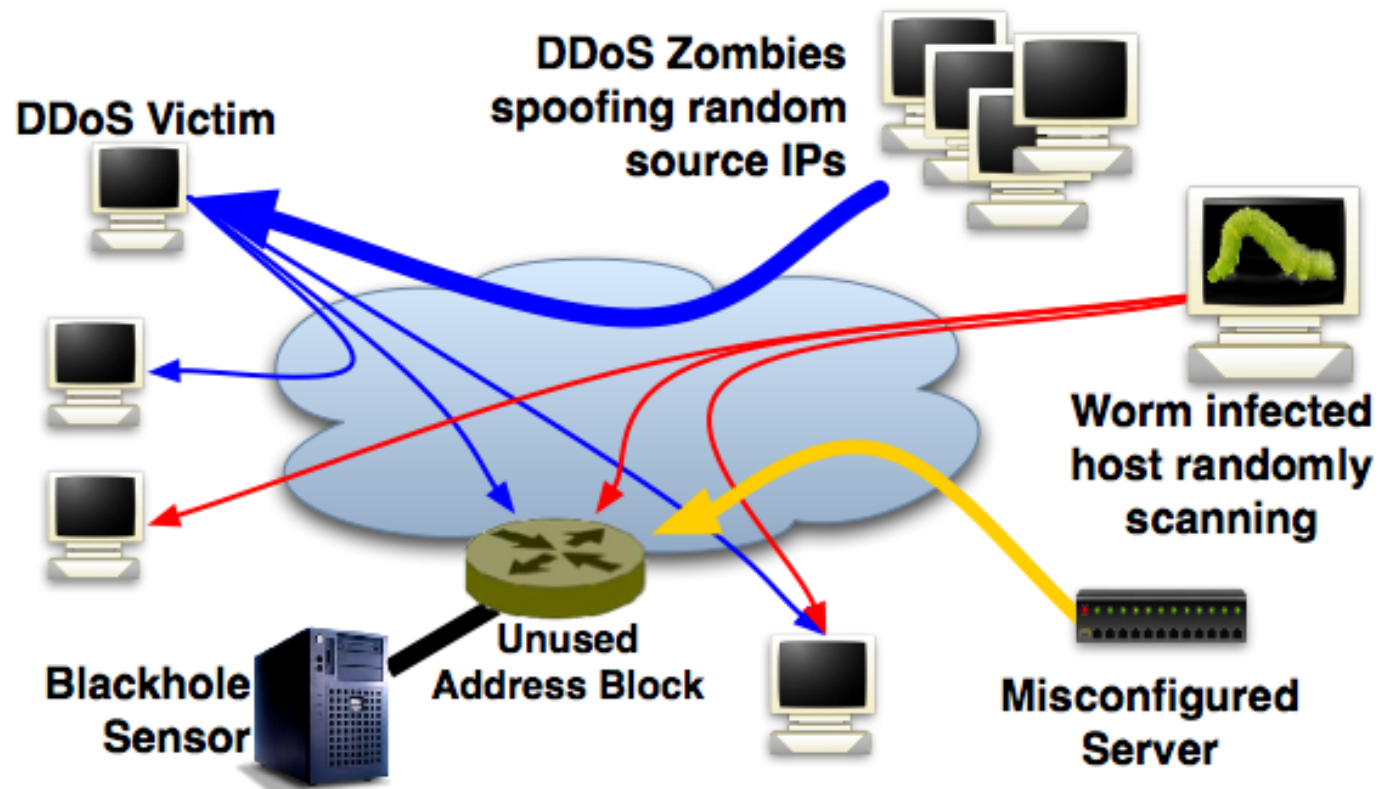 DDoS Zombies
spoofing random
source IPs
DDoS Victim
Worm infected
host randomly
scanning
Unused
Address Block
Blackhole
Sensor
Misconfigured
Server